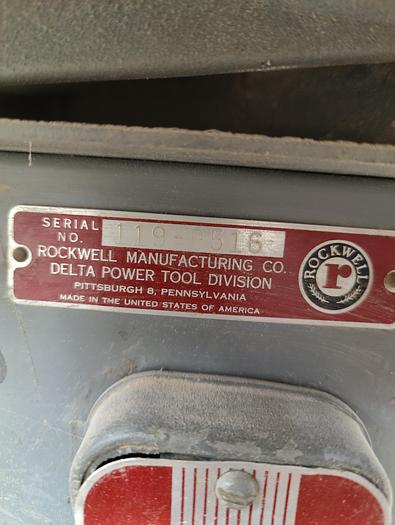 SERIAL
NO.
ROCKWELL MANUFACTURING CO.
DELTA POWER TOOL DIVISION
PITTSBURGH 8, PENNSYLVANIA
MADE IN THE UNITED STATES OF AMERICA
ROCKWELL
r